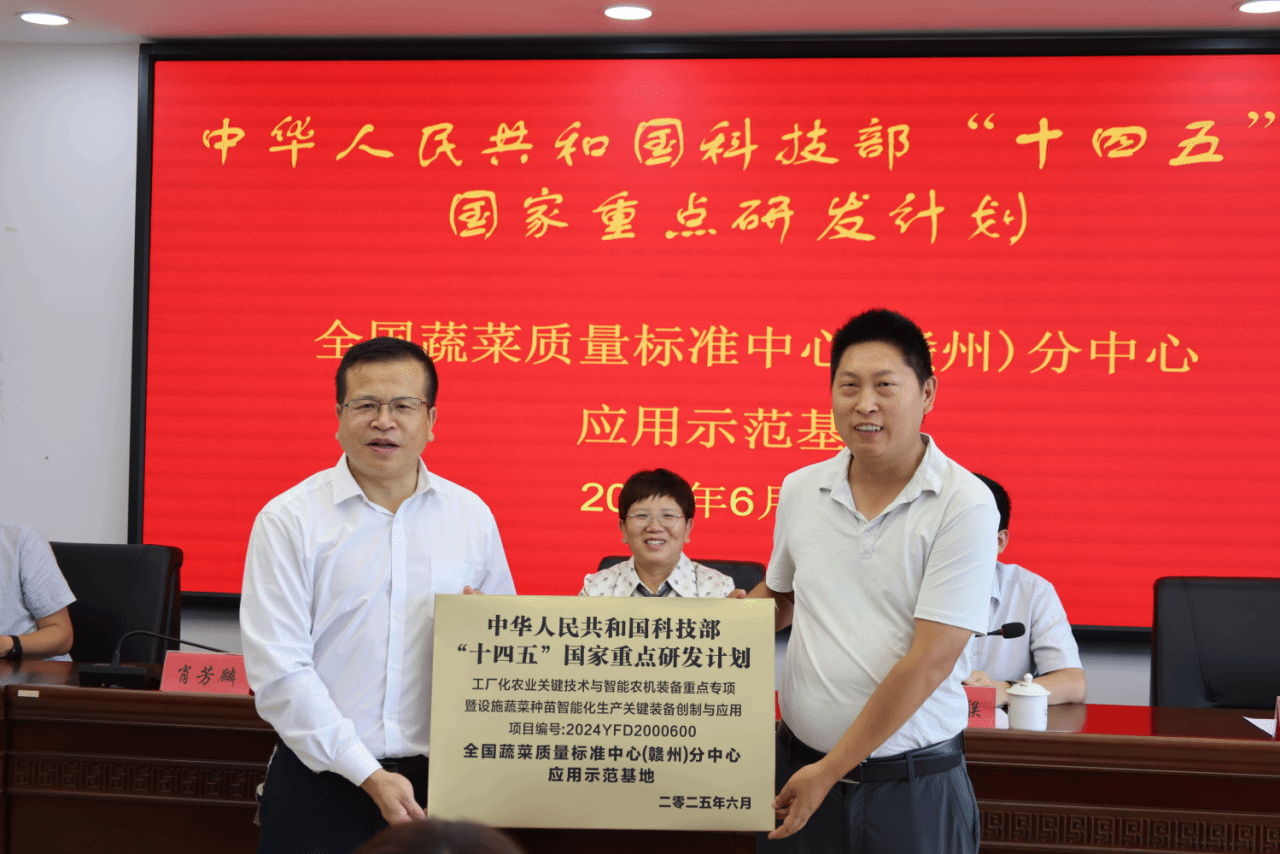 中华人民共和国科技部“十四五”
国家重点研发计划
全国蔬菜质量标准中心(赣州)分中心
应用示范基
20 年6月
肖芳麟
中华人民共和国科技部
“十四五”国家重点研发计划
工厂化农业关键技术与智能农机装备重点专项
暨设施蔬菜种苗智能化生产关键装备创制与应用
项目编号:2024YFD2000600
全国蔬菜质量标准中心(赣州)分中心
应用示范基地
二零二五年六月